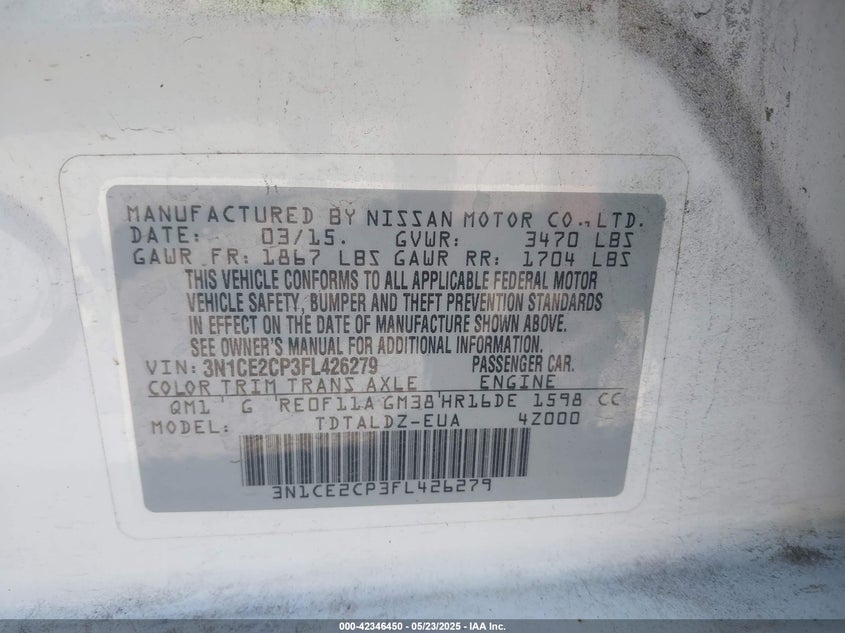 MANUFACTURED BY NISSAN MOTOR CO., LTD.
DATE: 03/15. GVWR: 3470 LBS
GAWR FR: 1867 LBS GAWR RR: 1704 LBS
THIS VEHICLE CONFORMS TO ALL APPLICABLE FEDERAL MOTOR
VEHICLE SAFETY, BUMPER AND THEFT PREVENTION STANDARDS
IN EFFECT ON THE DATE OF MANUFACTURE SHOWN ABOVE.
SEE OWNER'S MANUAL FOR ADDITIONAL INFORMATION.
VIN: 3N1CE2CP3FL426279 PASSENGER CAR.
COLOR TRIM TRANS AXLE ENGINE
QM1 G RE0F11A GM38 HR16DE 1598 CC
MODEL: TDTALDZ-EUA 4Z000
3N1CE2CP3FL426279
000-42346450 - 05/23/2025 - IAA Inc.